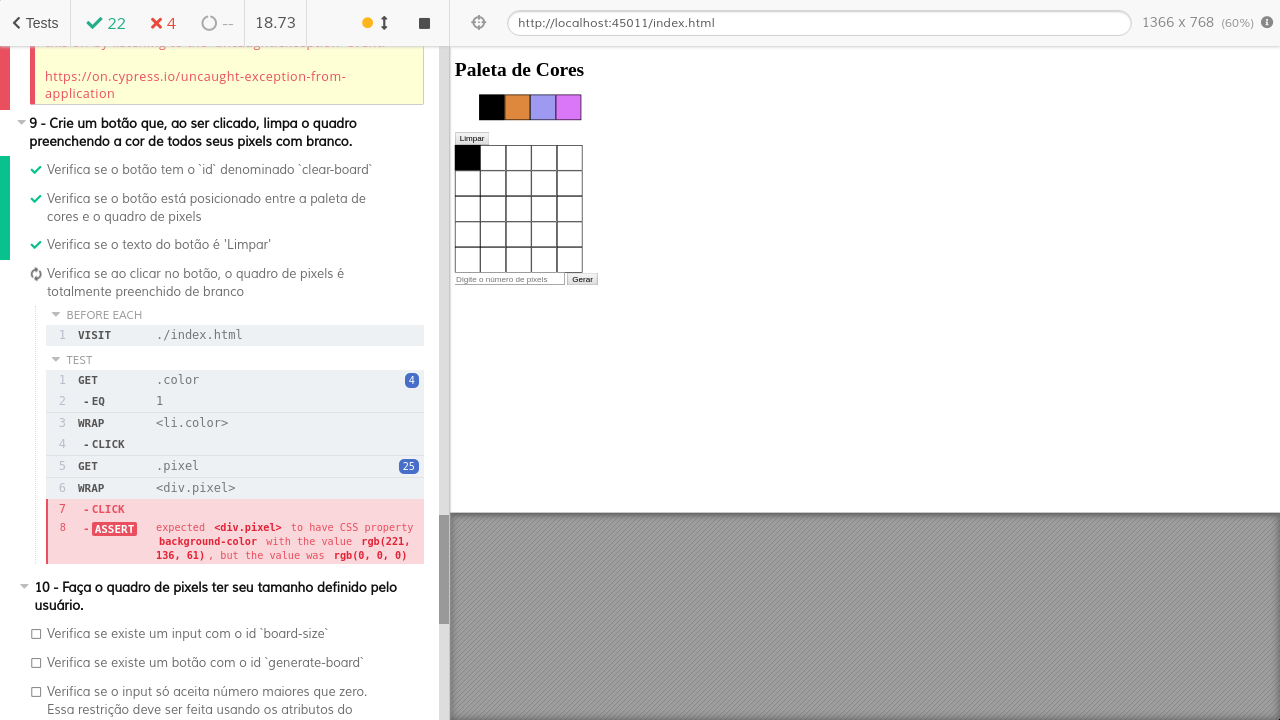 Tests
22
4
--
18.73
http://localhost:45011/index.html
1366 x 768 (60%)
https://on.cypress.io/uncaught-exception-from-
application
9 - Crie um botão que, ao ser clicado, limpa o quadro
preenchendo a cor de todos seus pixels com branco.
Verifica se o botão tem o `id` denominado `clear-board`
Verifica se o botão está posicionado entre a paleta de
cores e o quadro de pixels
Verifica se o texto do botão é 'Limpar'
Verifica se ao clicar no botão, o quadro de pixels é
totalmente preenchido de branco
BEFORE EACH
1 VISIT ./index.html
TEST
1 GET .color 4
2 -EQ 1
3 WRAP <li.color>
4 -CLICK
5 GET .pixel 25
6 WRAP <div.pixel>
7 -CLICK
8 -ASSERT expected <div.pixel> to have CSS property
background-color with the value rgb(221,
136, 61), but the value was rgb(0, 0, 0)
10 - Faça o quadro de pixels ter seu tamanho definido pelo
usuário.
Verifica se existe um input com o id `board-size`
Verifica se existe um botão com o id `generate-board`
Verifica se o input só aceita número maiores que zero.
Essa restrição deve ser feita usando os atributos do
Paleta de Cores
Limpar
Digite o número de pixels
Gerar